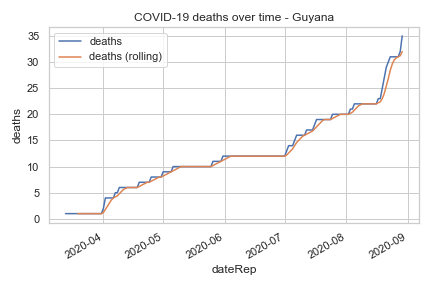 COVID-19 deaths over time - Guyana
deaths
deaths (rolling)
35
30
25
20
15
10
5
0
deaths
2020-04
2020-05
2020-06
2020-07
2020-08
2020-09
dateRep